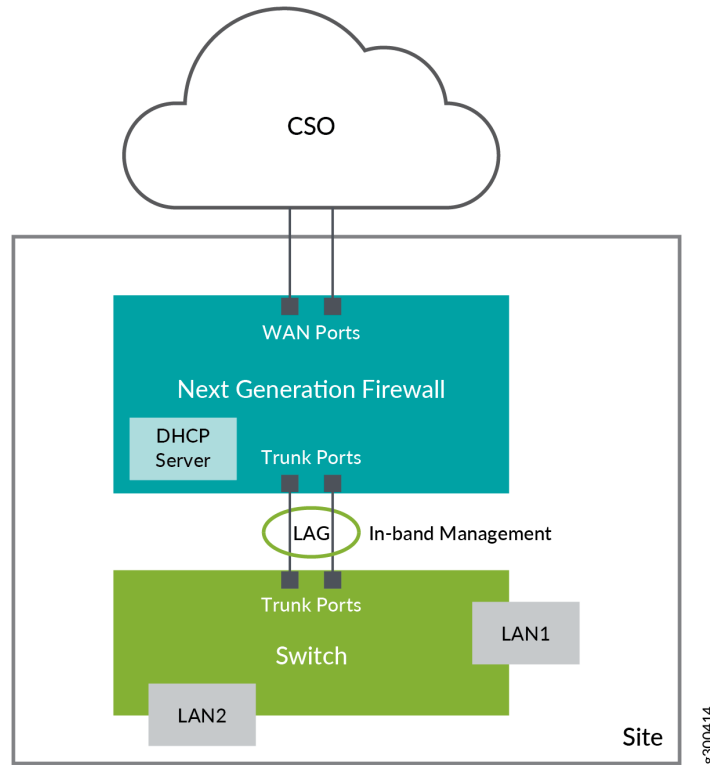 CSO
WAN Ports
Next Generation Firewall
DHCP
Server
Trunk Ports
LAG
In-band Management
Trunk Ports
LAN1
Switch
LAN2
Site
g300414